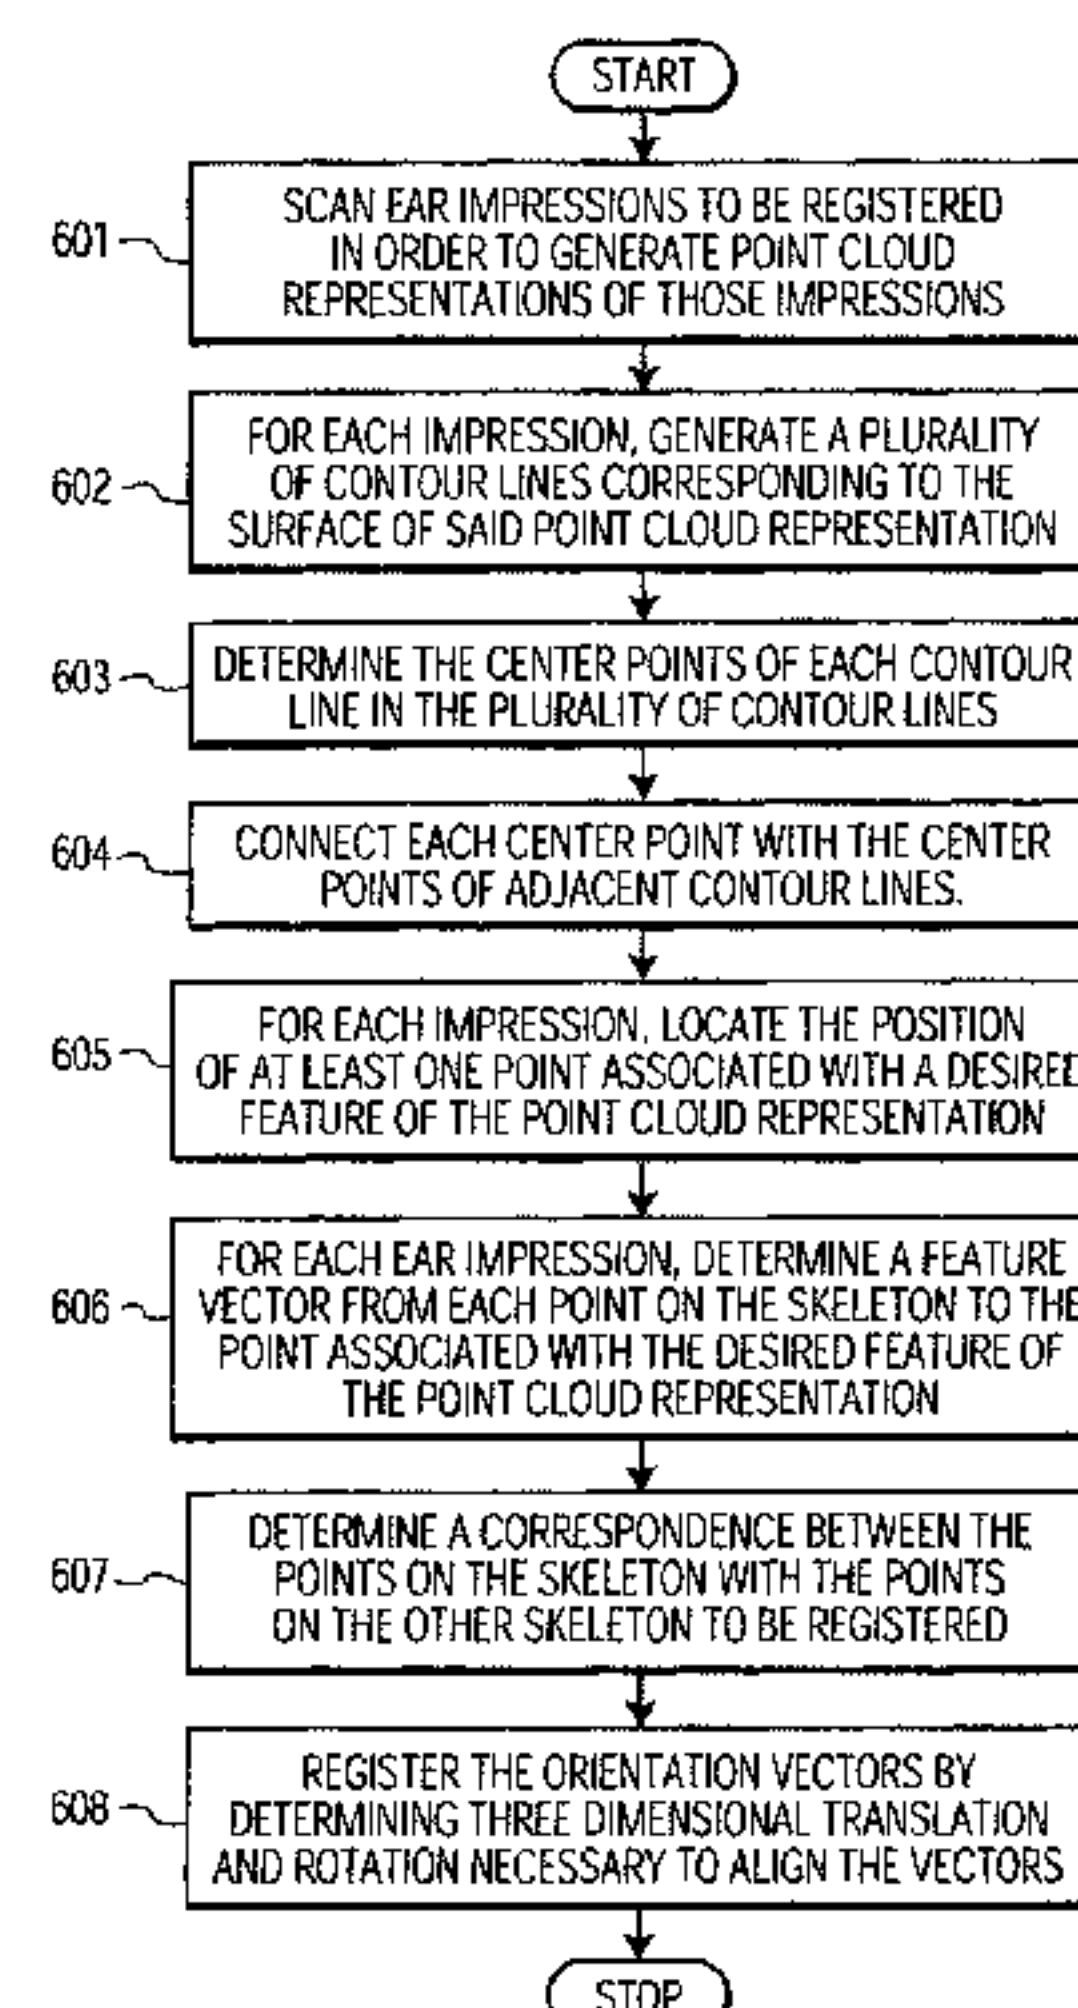 START
601
SCAN EAR IMPRESSIONS TO BE REGISTERED
IN ORDER TO GENERATE POINT CLOUD
REPRESENTATIONS OF THOSE IMPRESSIONS
602
FOR EACH IMPRESSION, GENERATE A PLURALITY
OF CONTOUR LINES CORRESPONDING TO THE
SURFACE OF SAID POINT CLOUD REPRESENTATION
603
DETERMINE THE CENTER POINTS OF EACH CONTOUR
LINE IN THE PLURALITY OF CONTOUR LINES
604
CONNECT EACH CENTER POINT WITH THE CENTER
POINTS OF ADJACENT CONTOUR LINES.
605
FOR EACH IMPRESSION, LOCATE THE POSITION
OF AT LEAST ONE POINT ASSOCIATED WITH A DESIRED
FEATURE OF THE POINT CLOUD REPRESENTATION
606
FOR EACH EAR IMPRESSION, DETERMINE A FEATURE
VECTOR FROM EACH POINT ON THE SKELETON TO THE
POINT ASSOCIATED WITH THE DESIRED FEATURE OF
THE POINT CLOUD REPRESENTATION
607
DETERMINE A CORRESPONDENCE BETWEEN THE
POINTS ON THE SKELETON WITH THE POINTS
ON THE OTHER SKELETON TO BE REGISTERED
608
REGISTER THE ORIENTATION VECTORS BY
DETERMINING THREE DIMENSIONAL TRANSLATION
AND ROTATION NECESSARY TO ALIGN THE VECTORS
STOP